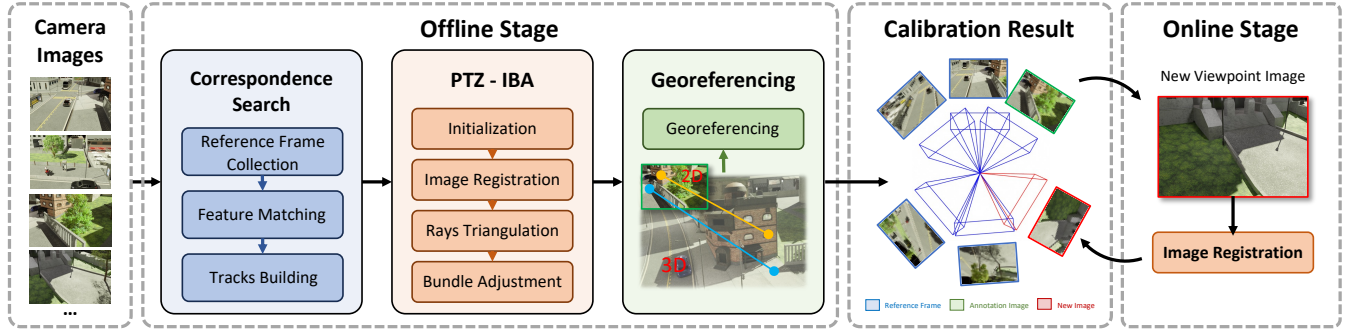 Camera
Images
...
Offline Stage
Correspondence
Search
Reference Frame
Collection
Feature Matching
Tracks Building
PTZ - IBA
Initialization
Image Registration
Rays Triangulation
Bundle Adjustment
Georeferencing
Georeferencing
2D
3D
Calibration Result
Reference Frame
Annotation Image
New Image
Online Stage
New Viewpoint Image
Image Registration